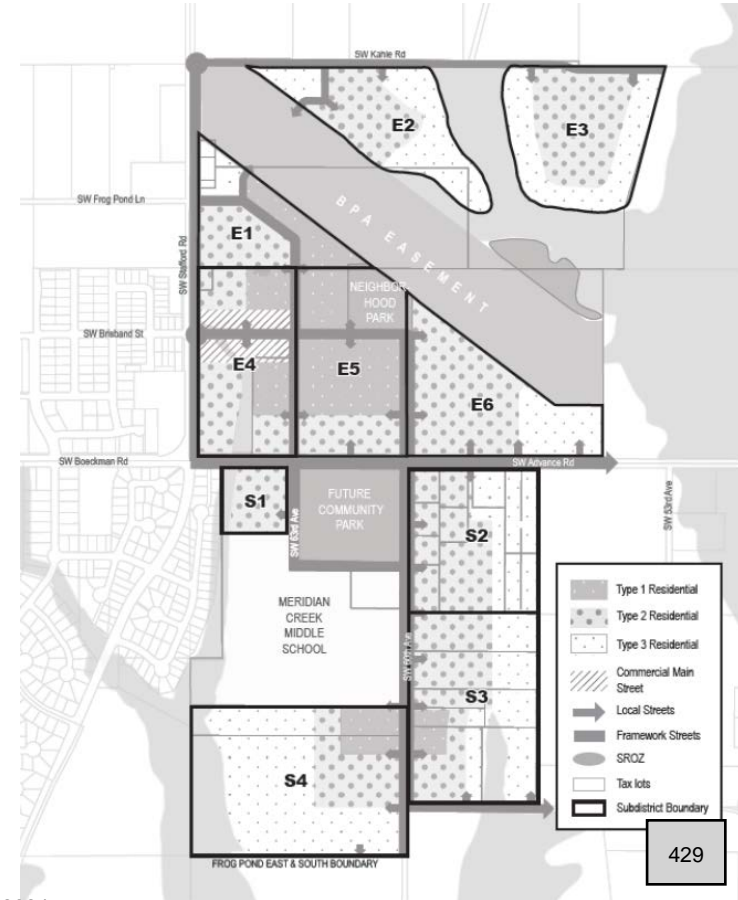 SW Kahle Rd
E2
E3
SW Frog Pond Ln
SW Stafford Rd
E1
BPA EASEMENT
NEIGHBOR-
HOOD
PARK
SW Brisband St
E4
E5
E6
SW Boeckman Rd
SW Advance Rd
S1
FUTURE
COMMUNITY
PARK
SW 63rd Ave
SW 53rd Ave
S2
MERIDIAN
CREEK
MIDDLE
SCHOOL
SW 60th Ave
S3
S4
FROG POND EAST & SOUTH BOUNDARY
Type 1 Residential
Type 2 Residential
Type 3 Residential
Commercial Main
Street
Local Streets
Framework Streets
SROZ
Tax lots
Subdistrict Boundary
429